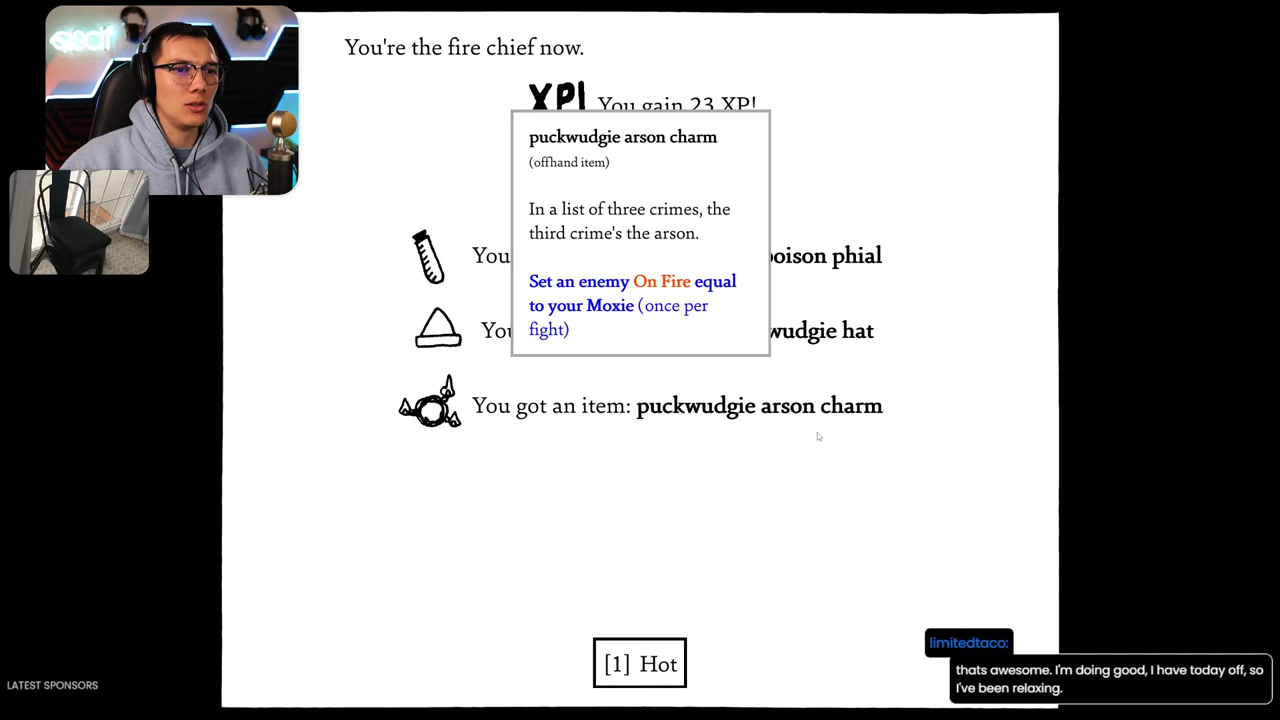 You're the fire chief now.
XP! You gain 23 XP!
puckwudgie arson charm
(offhand item)
In a list of three crimes, the
third crime's the arson.
Set an enemy On Fire equal
to your Moxie (once per
fight)
You poison phial
You wudgie hat
You got an item: puckwudgie arson charm
[1] Hot
limitedtaco:
thats awesome. I'm doing good, I have today off, so
I've been relaxing.
LATEST SPONSORS